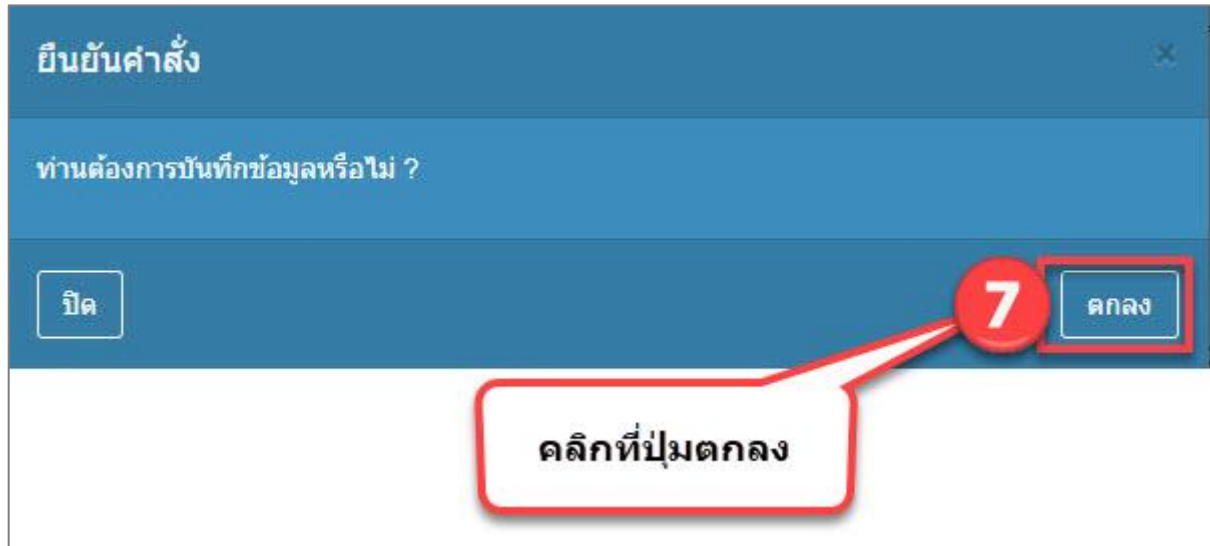 ยืนยันคำสั่ง ×
ท่านต้องการบันทึกข้อมูลหรือไม่ ?
ปิด 7 ตกลง
คลิกที่ปุ่มตกลง